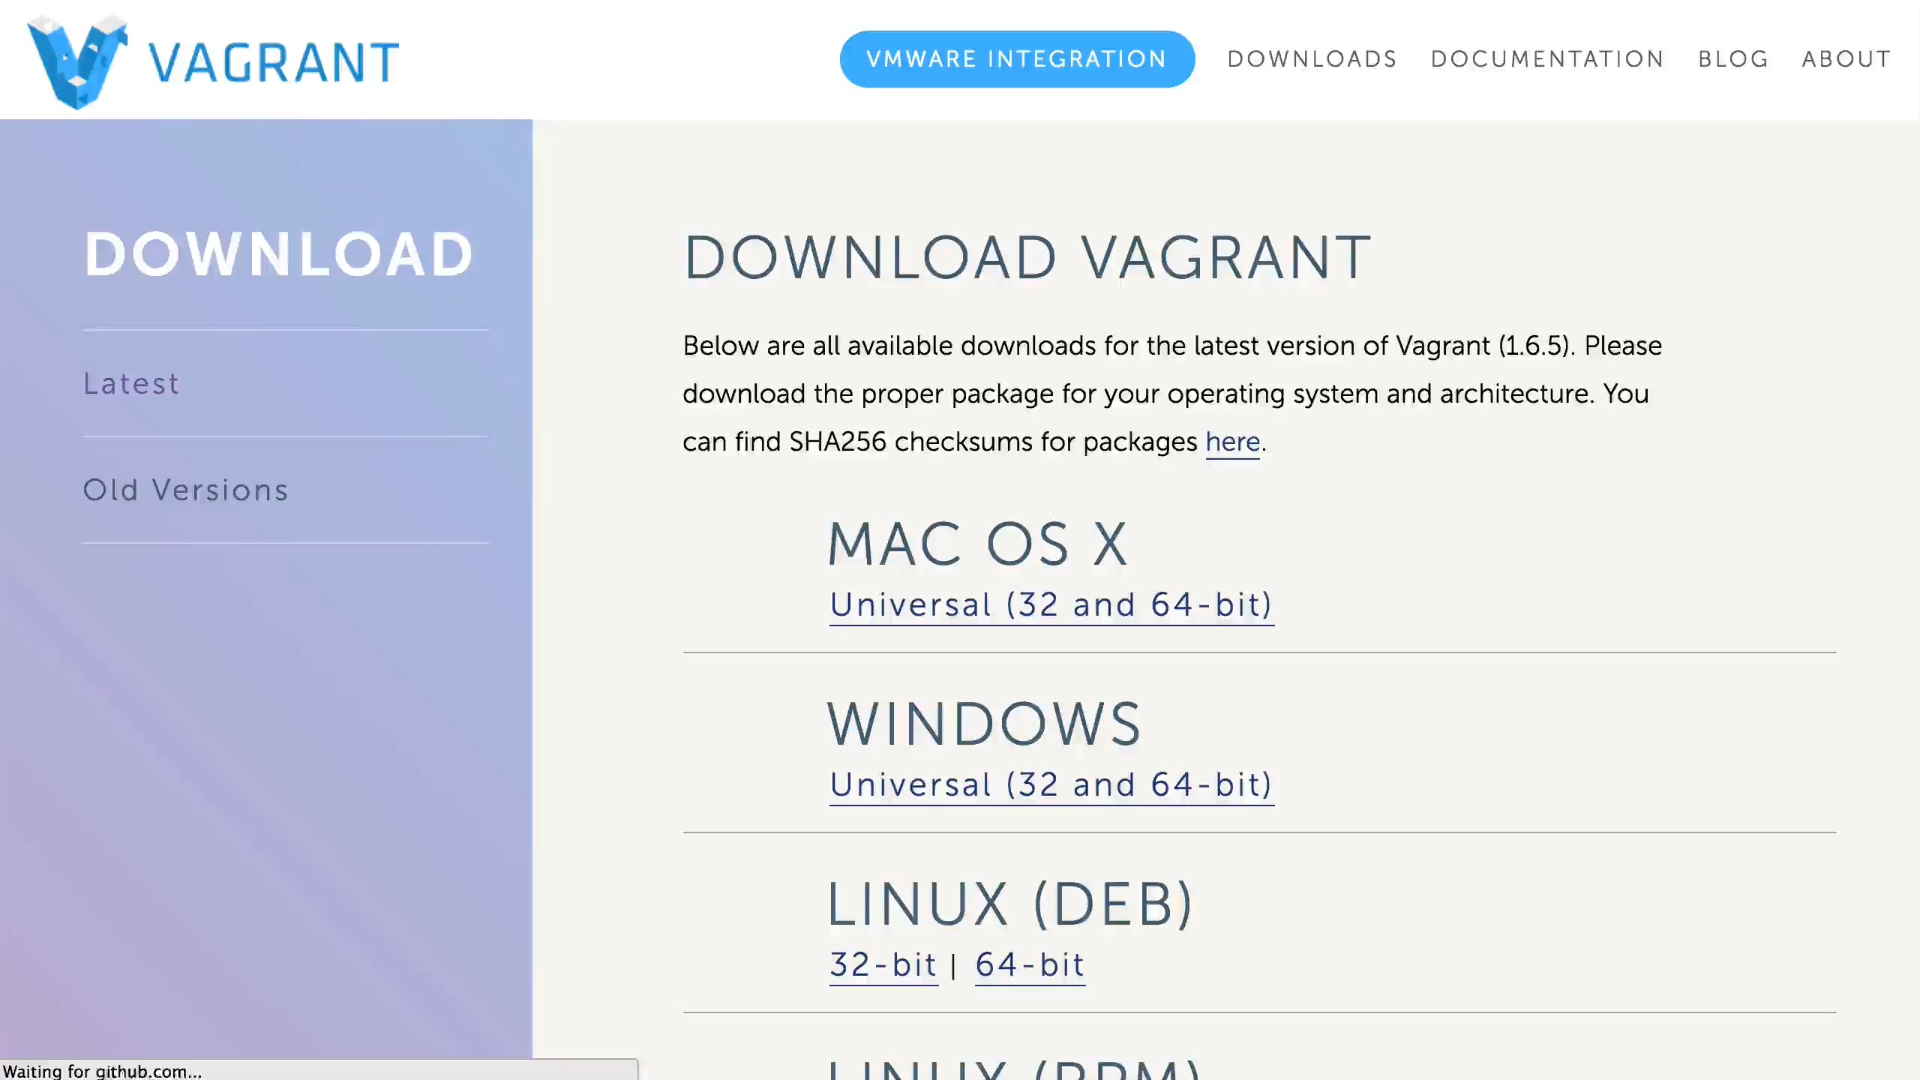 VAGRANT
VMWARE INTEGRATION DOWNLOADS DOCUMENTATION BLOG ABOUT
DOWNLOAD
Latest
Old Versions
DOWNLOAD VAGRANT
Below are all available downloads for the latest version of Vagrant (1.6.5). Please
download the proper package for your operating system and architecture. You
can find SHA256 checksums for packages here.
MAC OS X
Universal (32 and 64-bit)
WINDOWS
Universal (32 and 64-bit)
LINUX (DEB)
32-bit | 64-bit
LINUX (RPM)
Waiting for github.com...